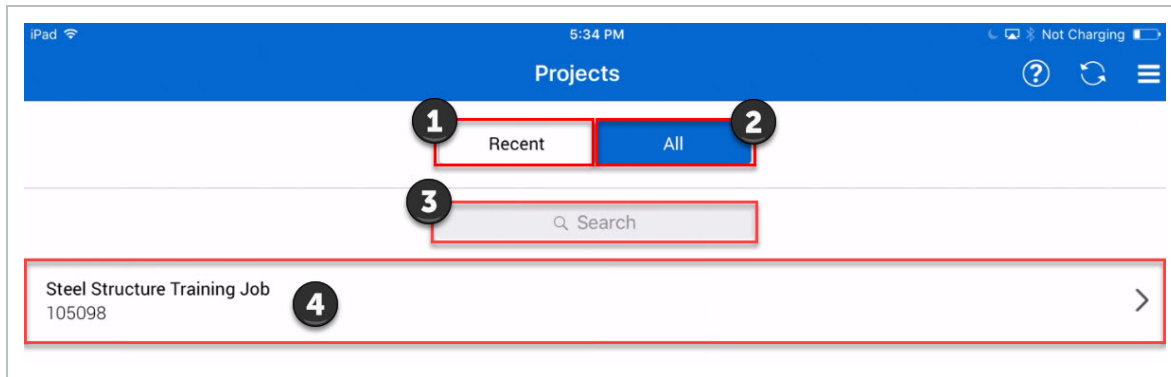 iPad 5:34 PM Not Charging
Projects ?
1 2
Recent All
3
Search
Steel Structure Training Job
105098
4